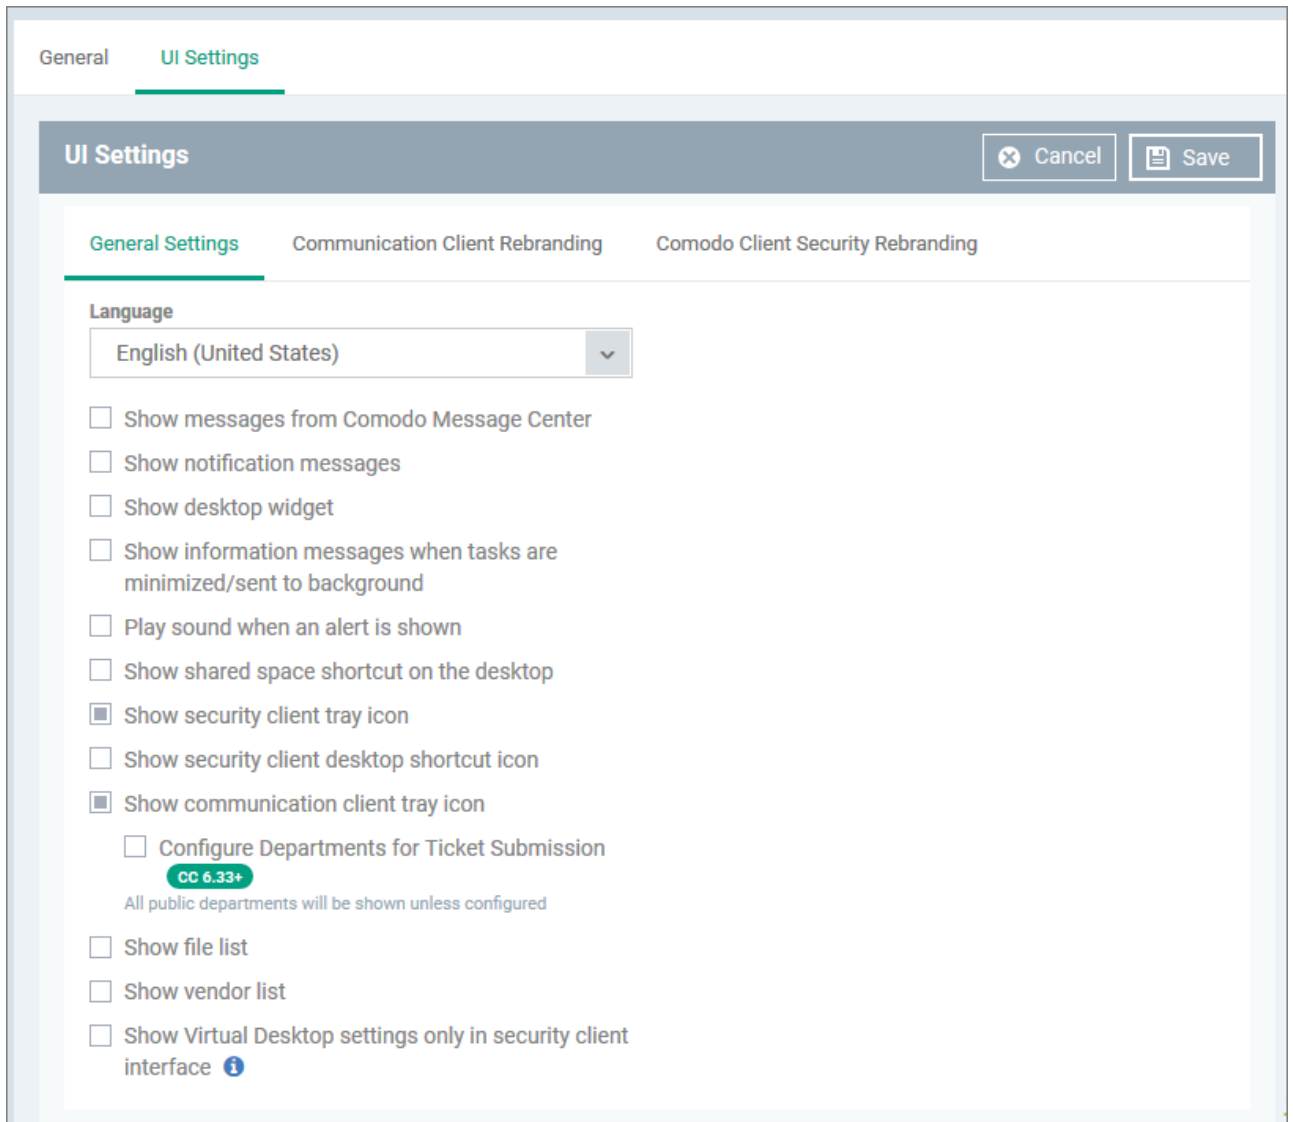 General UI Settings
UI Settings Cancel Save
General Settings Communication Client Rebranding Comodo Client Security Rebranding
Language
English (United States)
Show messages from Comodo Message Center
Show notification messages
Show desktop widget
Show information messages when tasks are
minimized/sent to background
Play sound when an alert is shown
Show shared space shortcut on the desktop
Show security client tray icon
Show security client desktop shortcut icon
Show communication client tray icon
Configure Departments for Ticket Submission
CC 6.33+
All public departments will be shown unless configured
Show file list
Show vendor list
Show Virtual Desktop settings only in security client
interface